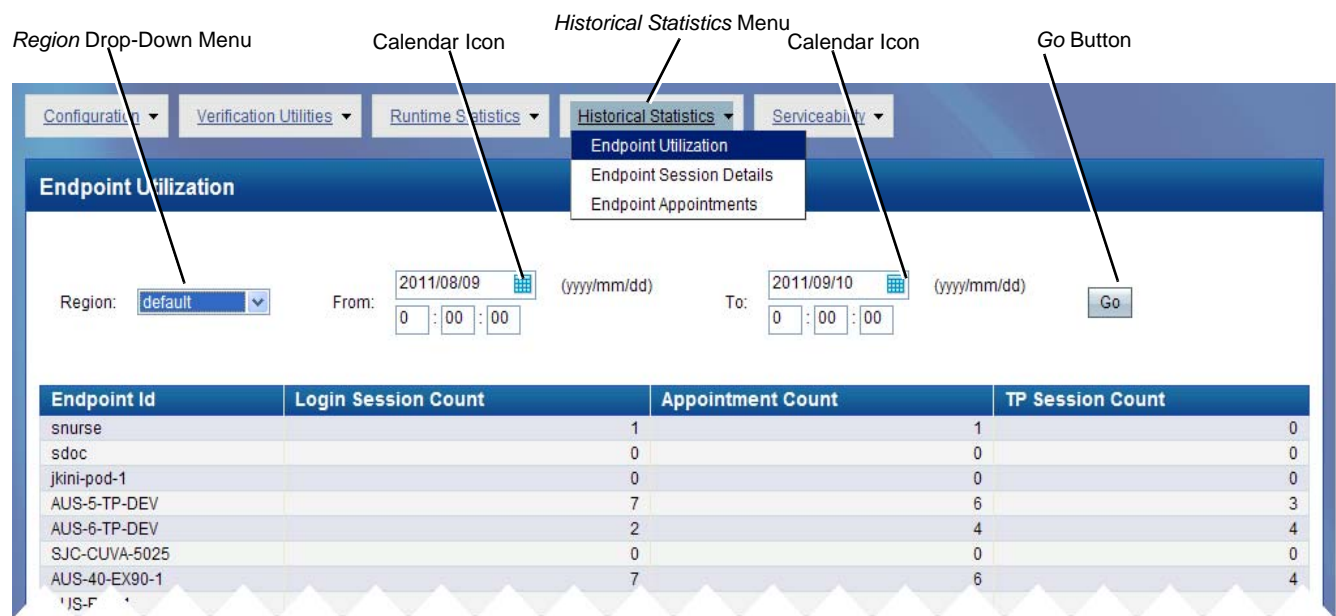 Historical Statistics Menu
Region Drop-Down Menu Calendar Icon Calendar Icon Go Button
Configuration Verification Utilities Runtime Statistics Historical Statistics Serviceability
Endpoint Utilization
Endpoint Session Details
Endpoint Appointments
Endpoint Utilization
Region: default From: 2011/08/09 (yyyy/mm/dd) To: 2011/09/10 (yyyy/mm/dd) Go
0 : 00 : 00 0 : 00 : 00
Endpoint Id Login Session Count Appointment Count TP Session Count
snurse 1 1 0
sdoc 0 0 0
jkini-pod-1 0 0 0
AUS-5-TP-DEV 7 6 3
AUS-6-TP-DEV 2 4 4
SJC-CUVA-5025 0 0 0
AUS-40-EX90-1 7 6 4